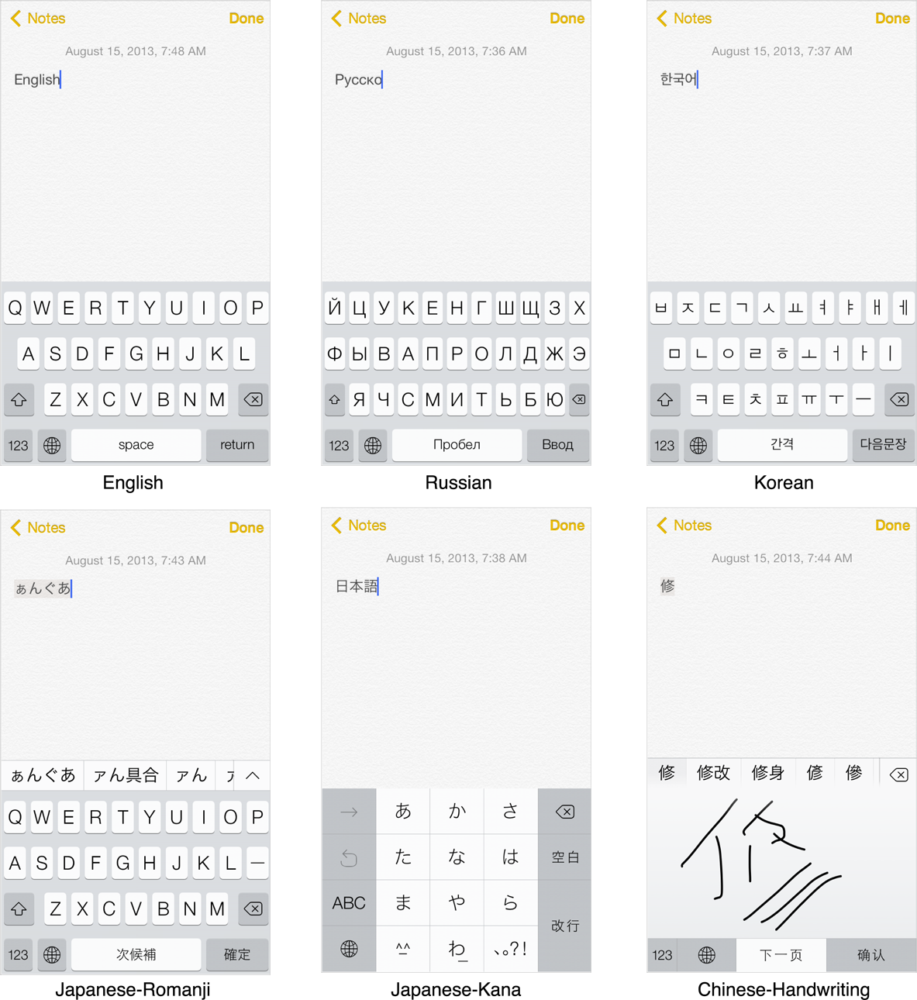 Notes Done
August 15, 2013, 7:48 AM
English
Q W E R T Y U I O P
A S D F G H J K L
Z X C V B N M
123 space return
English
Notes Done
August 15, 2013, 7:36 AM
Русско
Й Ц У К Е Н Г Ш Щ З Х
Ф Ы В А П Р О Л Д Ж Э
Я Ч С М И Т Ь Б Ю
123 Пробел Ввод
Russian
Notes Done
August 15, 2013, 7:37 AM
한국어
ㅂ ㅈ ㄷ ㄱ ㅅ ㅛ ㅕ ㅑ ㅐ ㅔ
ㅁ ㄴ ㅇ ㄹ ㅎ ㅗ ㅓ ㅏ ㅣ
ㅋ ㅌ ㅊ ㅍ ㅠ ㅜ ㅡ
123 간격 다음문장
Korean
Notes Done
August 15, 2013, 7:43 AM
ぁんぐあ
ぁんぐあ ァん具合 ァん
Q W E R T Y U I O P
A S D F G H J K L ー
Z X C V B N M
123 次候補 確定
Japanese-Romanji
Notes Done
August 15, 2013, 7:38 AM
日本語
→ あ か さ
た な は 空白
ABC ま や ら
改行
^^ わ 、。?!
Japanese-Kana
Notes Done
August 15, 2013, 7:44 AM
修
修 修改 修身 偐 傪
修
123 下一页 确认
Chinese-Handwriting